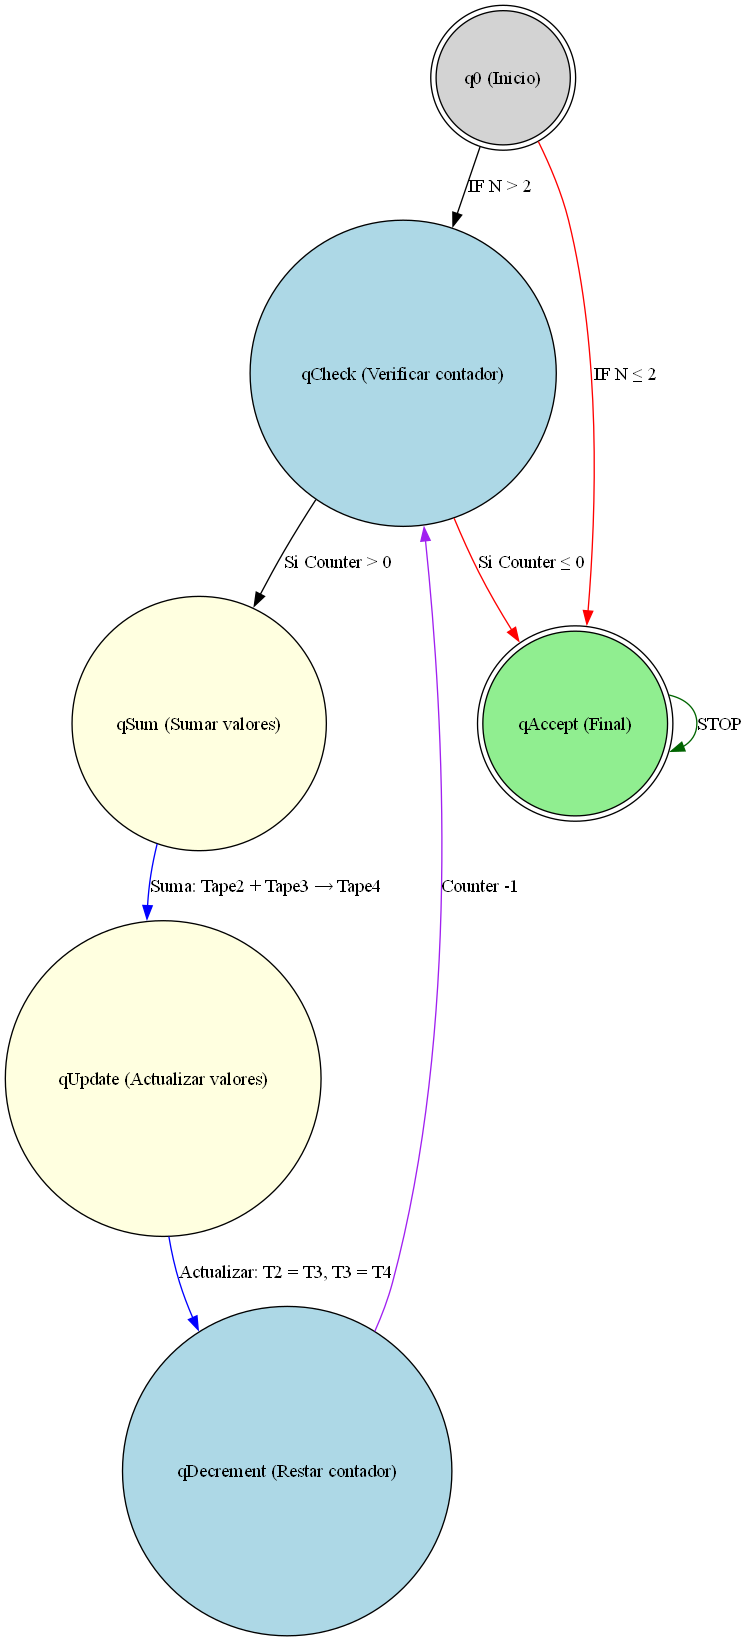 q0 (Inicio)
IF N > 2
qCheck (Verificar contador)
IF N ≤ 2
Si Counter > 0
Si Counter ≤ 0
qSum (Sumar valores)
qAccept (Final)
STOP
Suma: Tape2 + Tape3 → Tape4
Counter -1
qUpdate (Actualizar valores)
Actualizar: T2 = T3, T3 = T4
qDecrement (Restar contador)